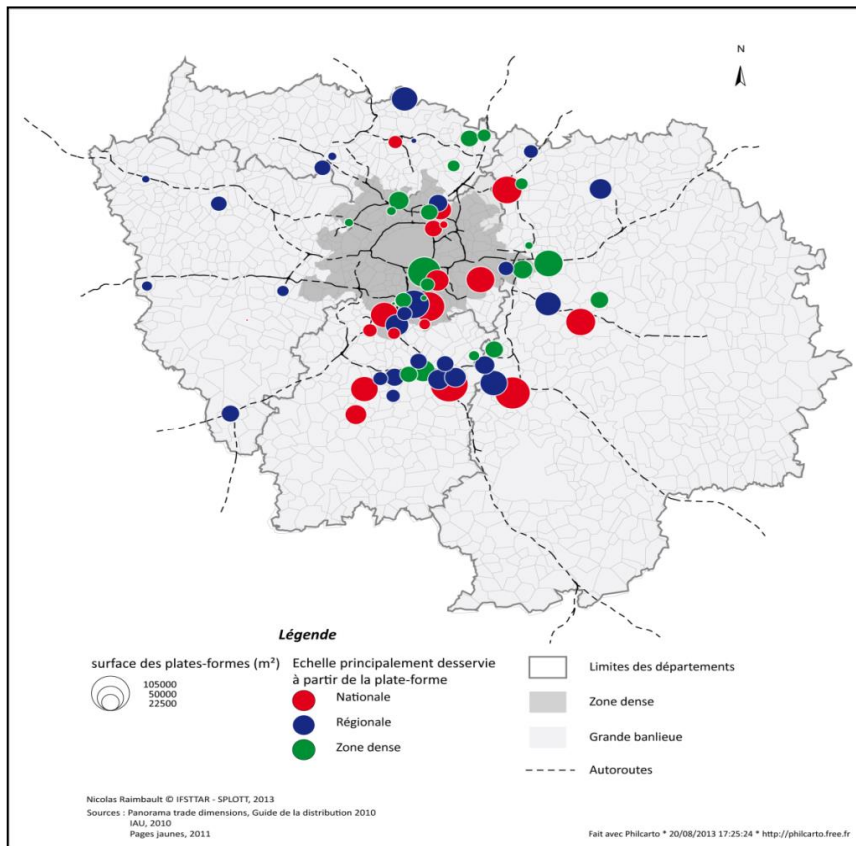 N
Légende
surface des plates-formes (m²)
105000
50000
22500
Echelle principalement desservie
à partir de la plate-forme
Nationale
Régionale
Zone dense
Limites des départements
Zone dense
Grande banlieue
Autoroutes
Nicolas Raimbault © IFSTTAR - SPLOTT, 2013
Sources : Panorama trade dimensions, Guide de la distribution 2010
IAU, 2010
Pages jaunes, 2011
Fait avec Philcarto * 20/08/2013 17:25:24 * http://philcarto.free.fr